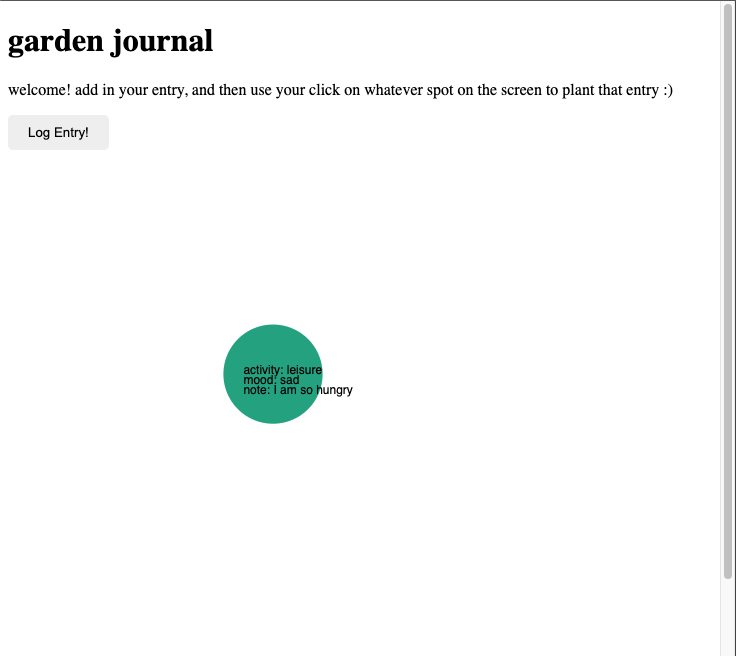 garden journal
welcome! add in your entry, and then use your click on whatever spot on the screen to plant that entry :)
Log Entry!
activity: leisure
mood: sad
note: I am so hungry